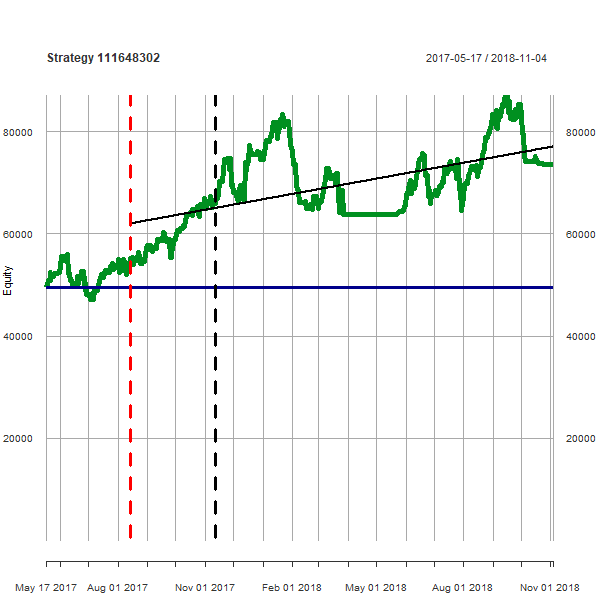 Strategy 111648302
2017-05-17 / 2018-11-04
80000 80000
60000 60000
40000 40000
20000 20000
Equity
May 17 2017 Aug 01 2017 Nov 01 2017 Feb 01 2018 May 01 2018 Aug 01 2018 Nov 01 2018